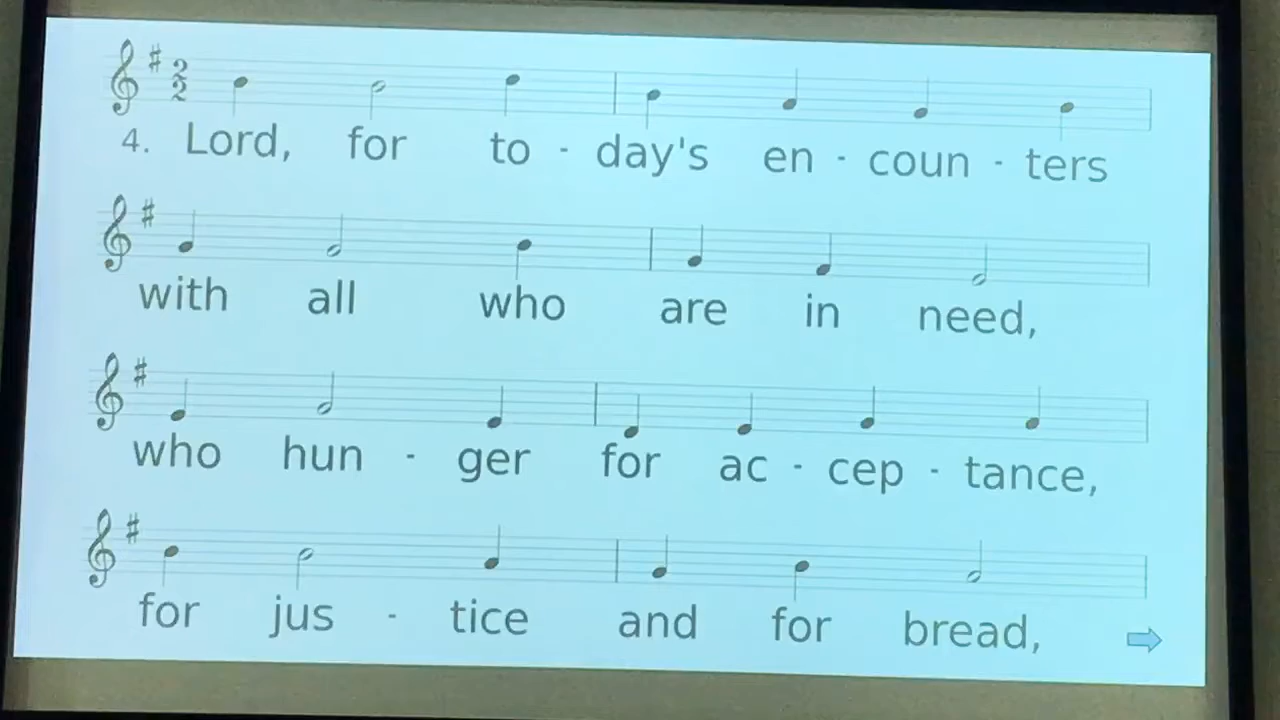 4. Lord, for to - day's en - coun - ters
with all who are in need,
who hun - ger for ac - cep - tance,
for jus - tice and for bread,